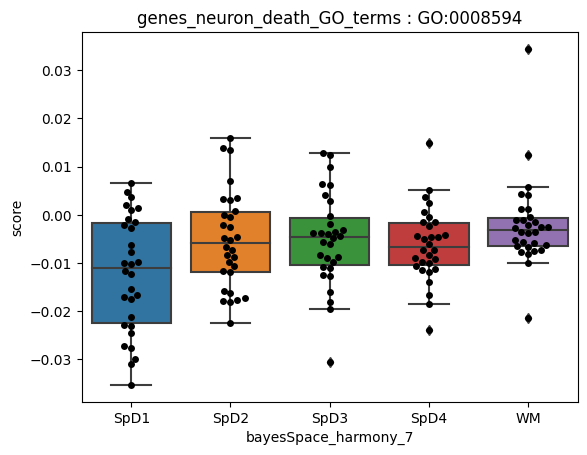 genes_neuron_death_GO_terms : GO:0008594
score
0.03
0.02
0.01
0.00
−0.01
−0.02
−0.03
SpD1 SpD2 SpD3 SpD4 WM
bayesSpace_harmony_7